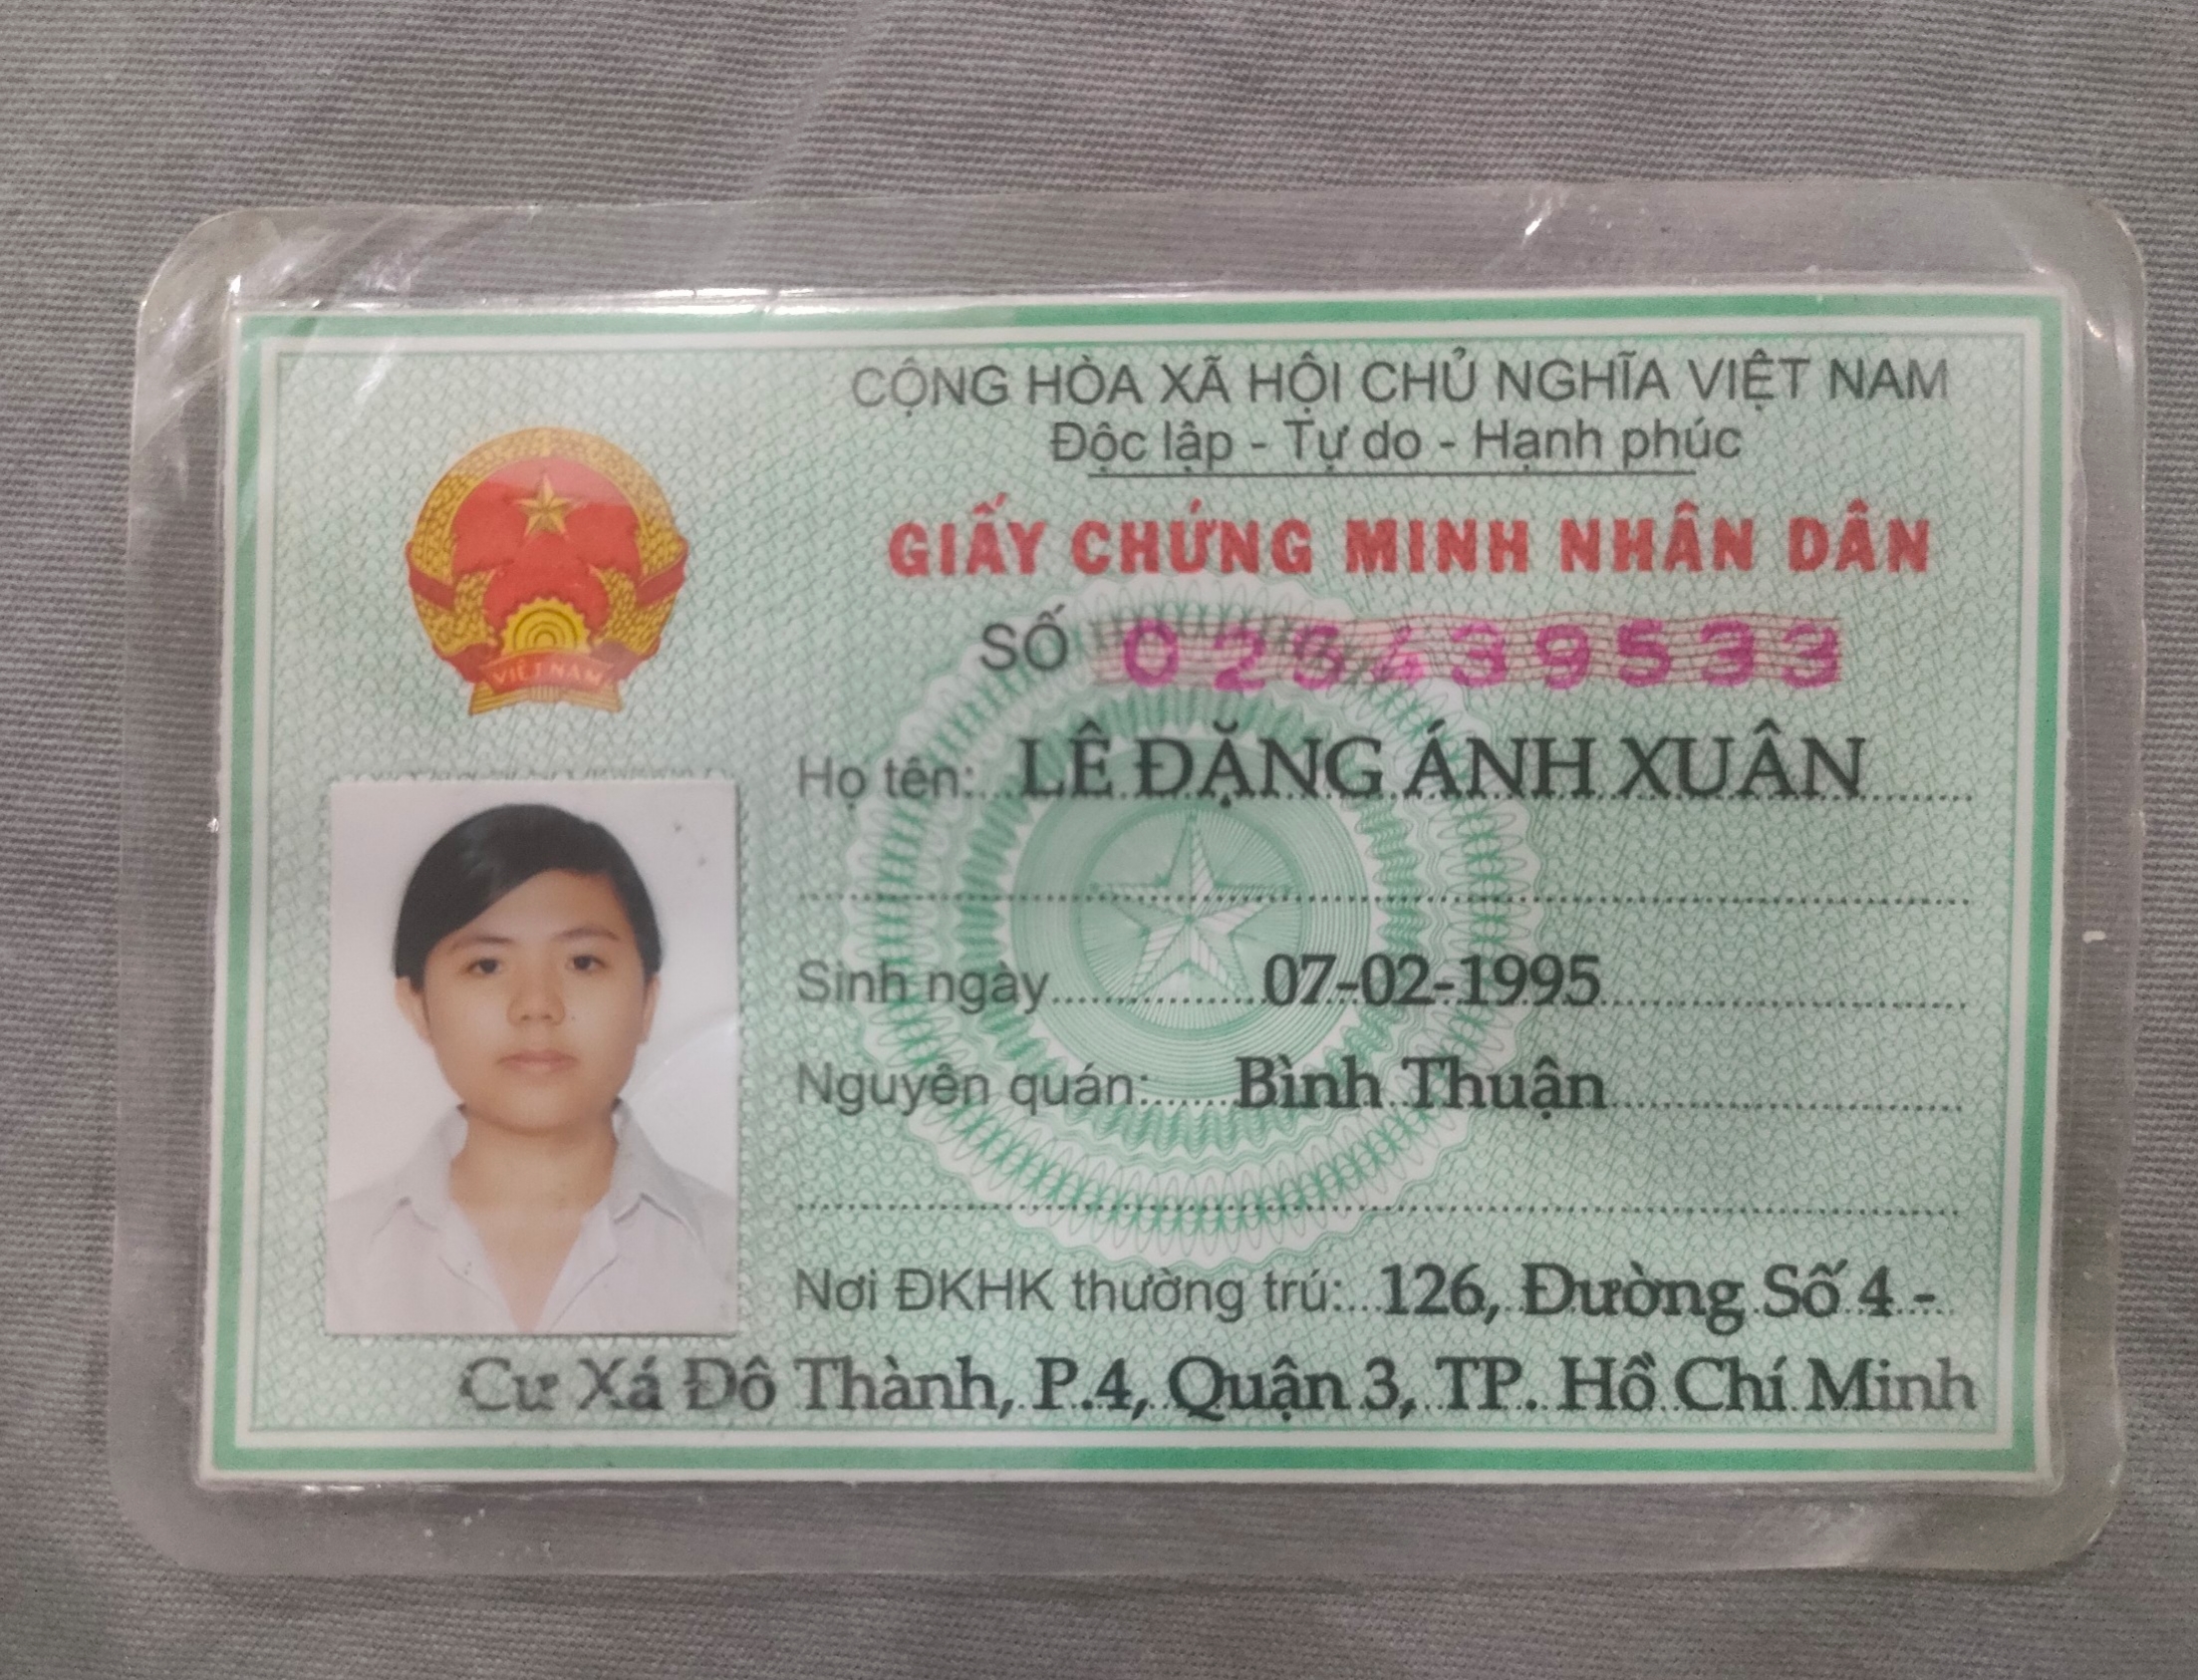 CỘNG HÒA XÃ HỘI CHỦ NGHĨA VIỆT NAM
Độc lập - Tự do - Hạnh phúc
GIẤY CHỨNG MINH NHÂN DÂN
SỐ 025439533
VIỆT NAM
Họ tên: LÊ ĐẶNG ÁNH XUÂN
Sinh ngày 07-02-1995
Nguyên quán: Bình Thuận
Nơi ĐKHK thường trú: 126, Đường Số 4 -
Cư Xá Đô Thành, P.4, Quận 3, TP. Hồ Chí Minh